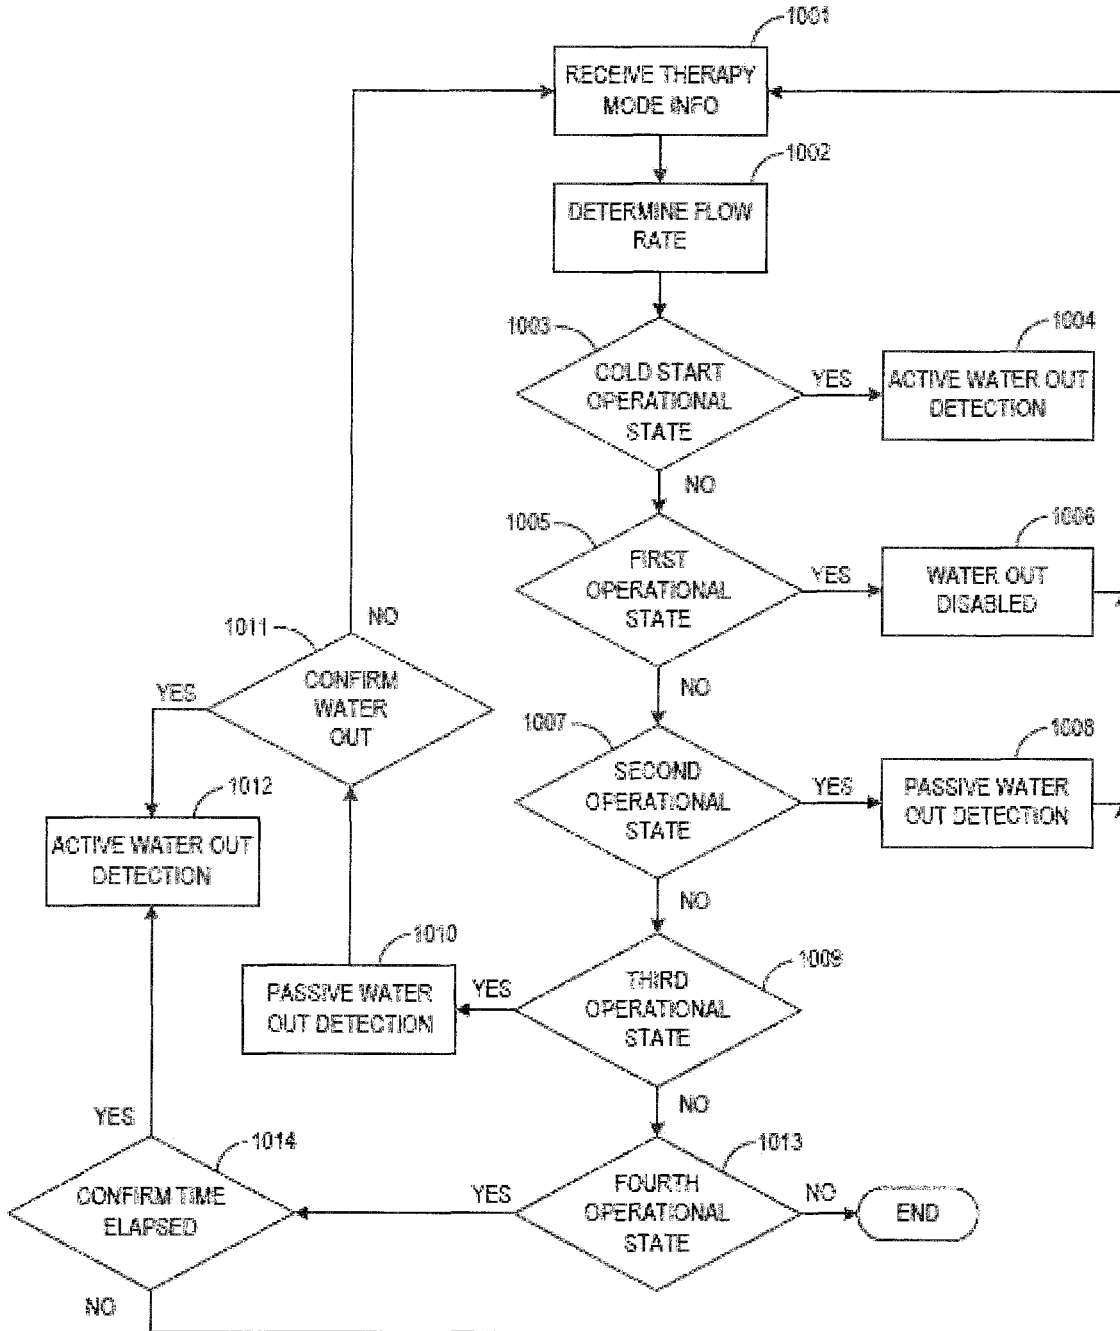 1001
RECEIVE THERAPY
MODE INFO
1002
DETERMINE FLOW
RATE
1003
COLD START
OPERATIONAL
STATE
YES
1004
ACTIVE WATER OUT
DETECTION
NO
1005
FIRST
OPERATIONAL
STATE
YES
1006
WATER OUT
DISABLED
NO
1011
CONFIRM
WATER
OUT
NO
YES
1007
SECOND
OPERATIONAL
STATE
YES
1008
PASSIVE WATER
OUT DETECTION
1012
ACTIVE WATER OUT
DETECTION
NO
1010
PASSIVE WATER
OUT DETECTION
YES
1009
THIRD
OPERATIONAL
STATE
NO
YES
1014
CONFIRM TIME
ELAPSED
YES
1013
FOURTH
OPERATIONAL
STATE
NO
END
NO